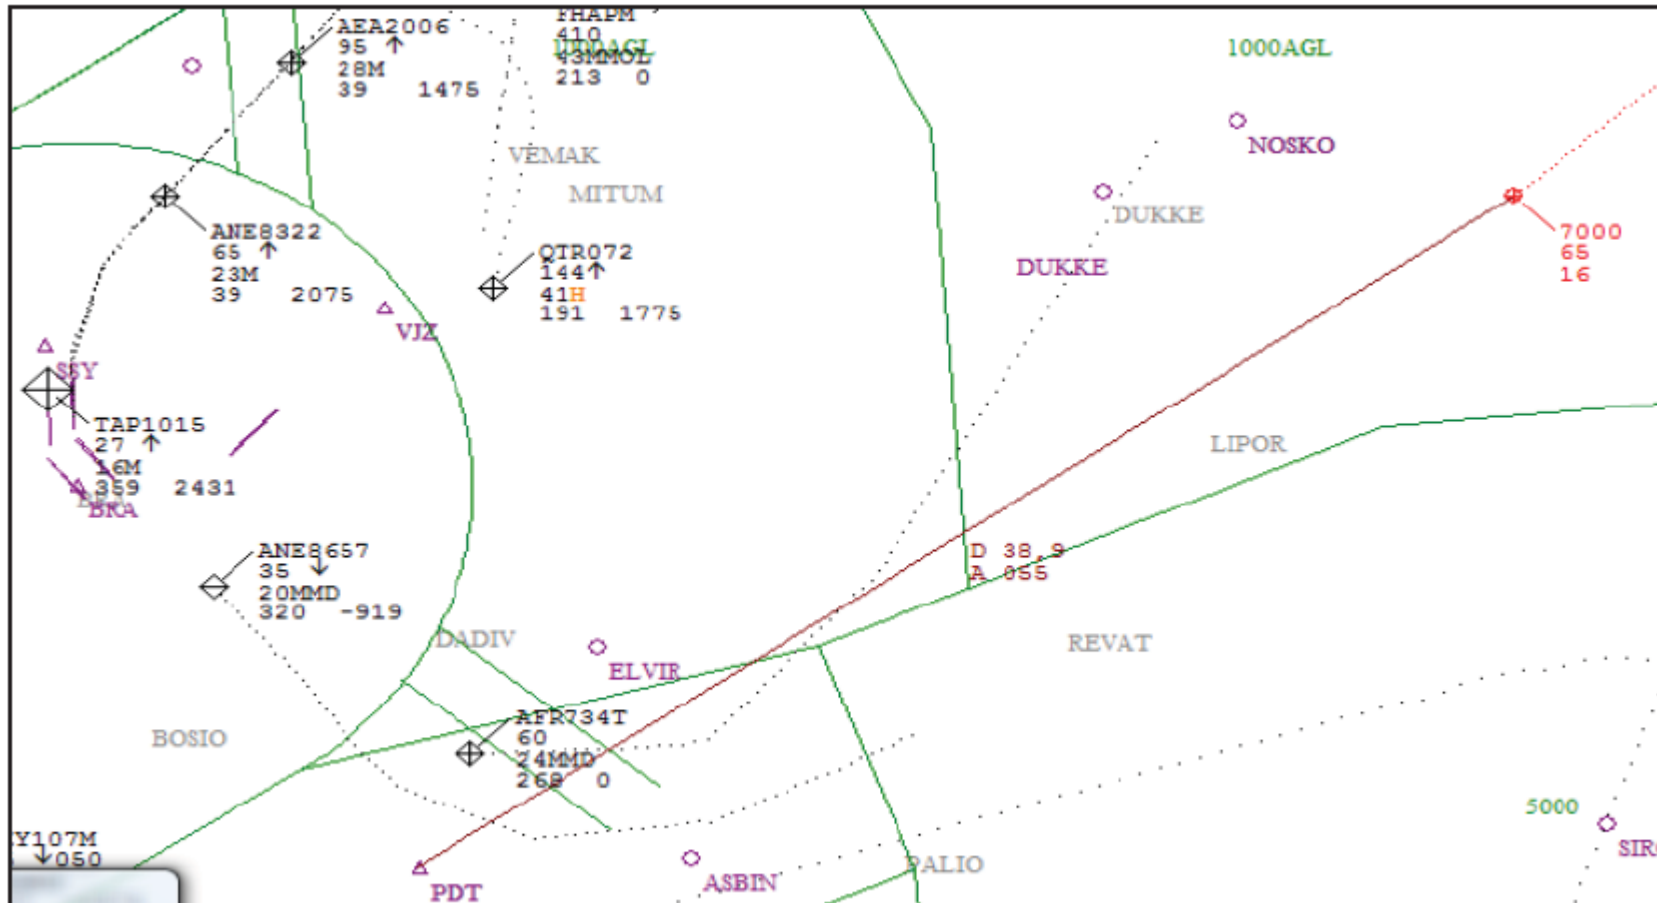 AEA2006
95 ↑
28M
39 1475
FHAPM
410
43MMOL
213 0
1000AGL
1000AGL
NOSKO
VEMAK
MITUM
DUKKE
DUKKE
ANE8322
65 ↑
23M
39 2075
QTR072
144↑
41H
191 1775
7000
65
16
VJZ
SSY
TAP1015
27 ↑
16M
359 2431
BRA
BRA
LIPOR
D 38,9
A 055
ANE8657
35 ↓
20MMD
320 -919
DADIV
ELVIR
REVAT
BOSIO
AFR734T
60
24MMD
268 0
5000
Y107M
↓050
PDT
ASBIN
PALIO